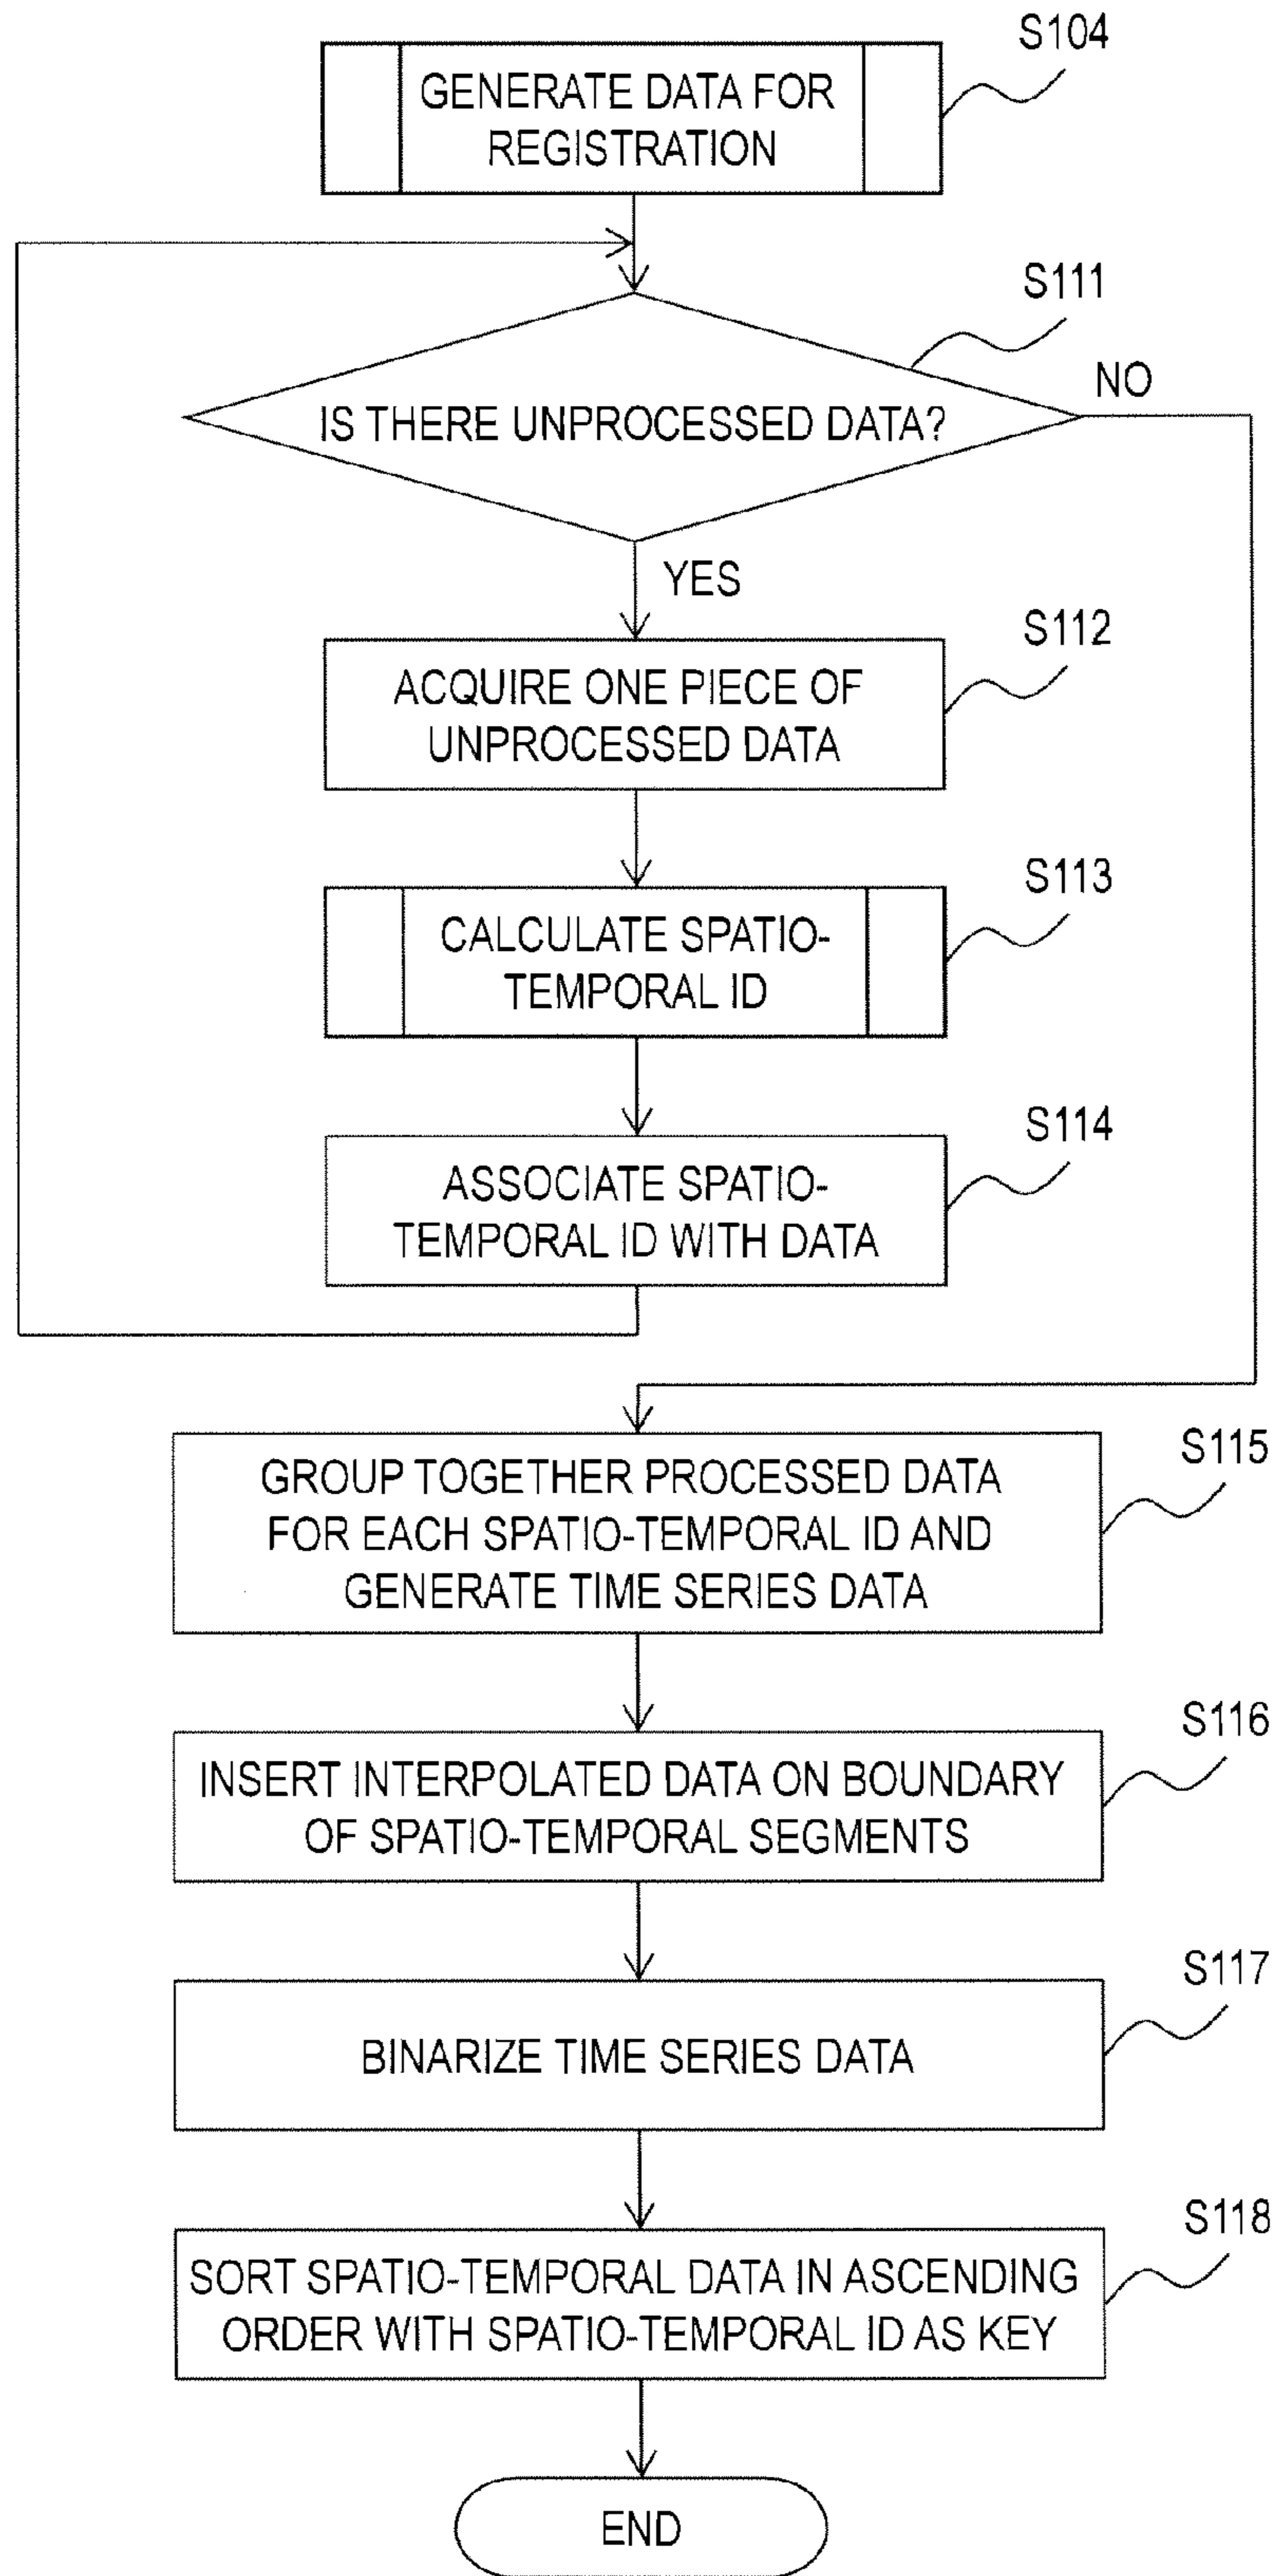 S104
GENERATE DATA FOR
REGISTRATION
S111
NO
IS THERE UNPROCESSED DATA?
YES
S112
ACQUIRE ONE PIECE OF
UNPROCESSED DATA
S113
CALCULATE SPATIO-
TEMPORAL ID
S114
ASSOCIATE SPATIO-
TEMPORAL ID WITH DATA
S115
GROUP TOGETHER PROCESSED DATA
FOR EACH SPATIO-TEMPORAL ID AND
GENERATE TIME SERIES DATA
S116
INSERT INTERPOLATED DATA ON BOUNDARY
OF SPATIO-TEMPORAL SEGMENTS
S117
BINARIZE TIME SERIES DATA
S118
SORT SPATIO-TEMPORAL DATA IN ASCENDING
ORDER WITH SPATIO-TEMPORAL ID AS KEY
END